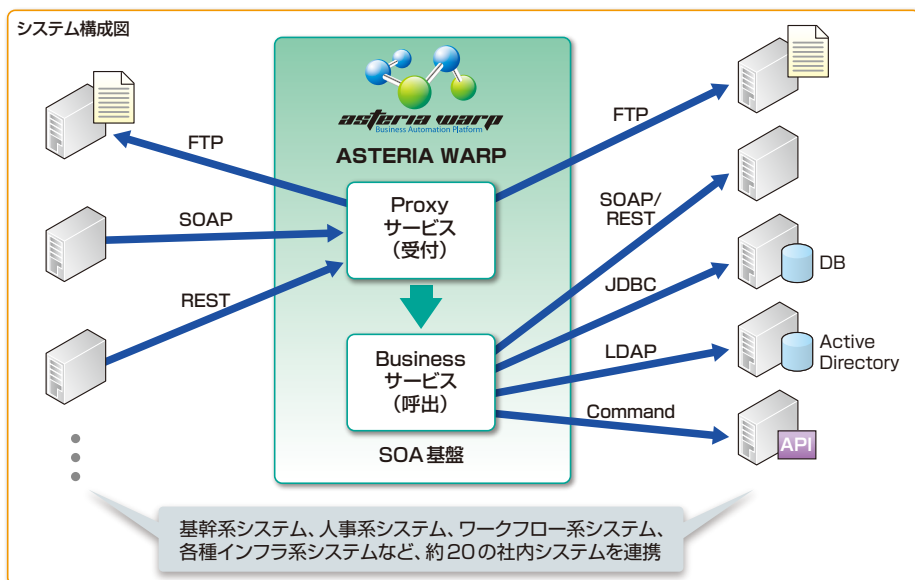 システム構成図
asteria warp
Business Automation Platform
ASTERIA WARP
FTP
SOAP
REST
Proxy
サービス
（受付）
Business
サービス
（呼出）
SOA基盤
FTP
SOAP/
REST
JDBC
DB
LDAP
Active
Directory
Command
API
基幹系システム、人事系システム、ワークフロー系システム、
各種インフラ系システムなど、約20の社内システムを連携